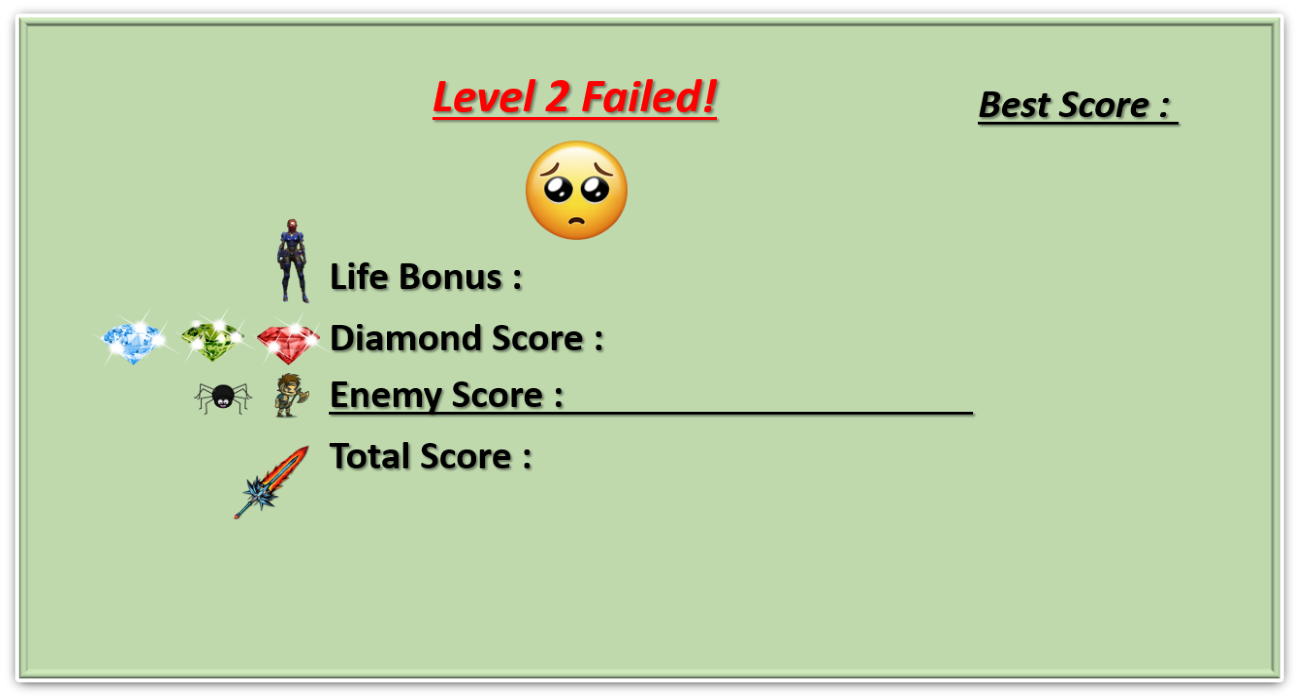 Level 2 Failed!
Best Score :
Life Bonus :
Diamond Score :
Enemy Score :
Total Score :